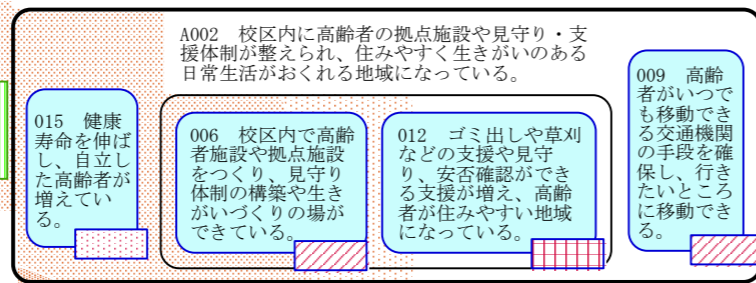 A002　校区内に高齢者の拠点施設や見守り・支
援体制が整えられ、住みやすく生きがいのある
日常生活がおくれる地域になっている。
015　健康
寿命を伸ば
し、自立し
た高齢者が
増えてい
る。
006　校区内で高齢
者施設や拠点施設
をつくり、見守り
体制の構築や生き
がいづくりの場が
できている。
012　ゴミ出しや草刈
などの支援や見守
り、安否確認ができ
る支援が増え、高齢
者が住みやすい地域
になっている。
009　高齢
者がいつで
も移動でき
る交通機関
の手段を確
保し、行き
たいところ
に移動でき
る。